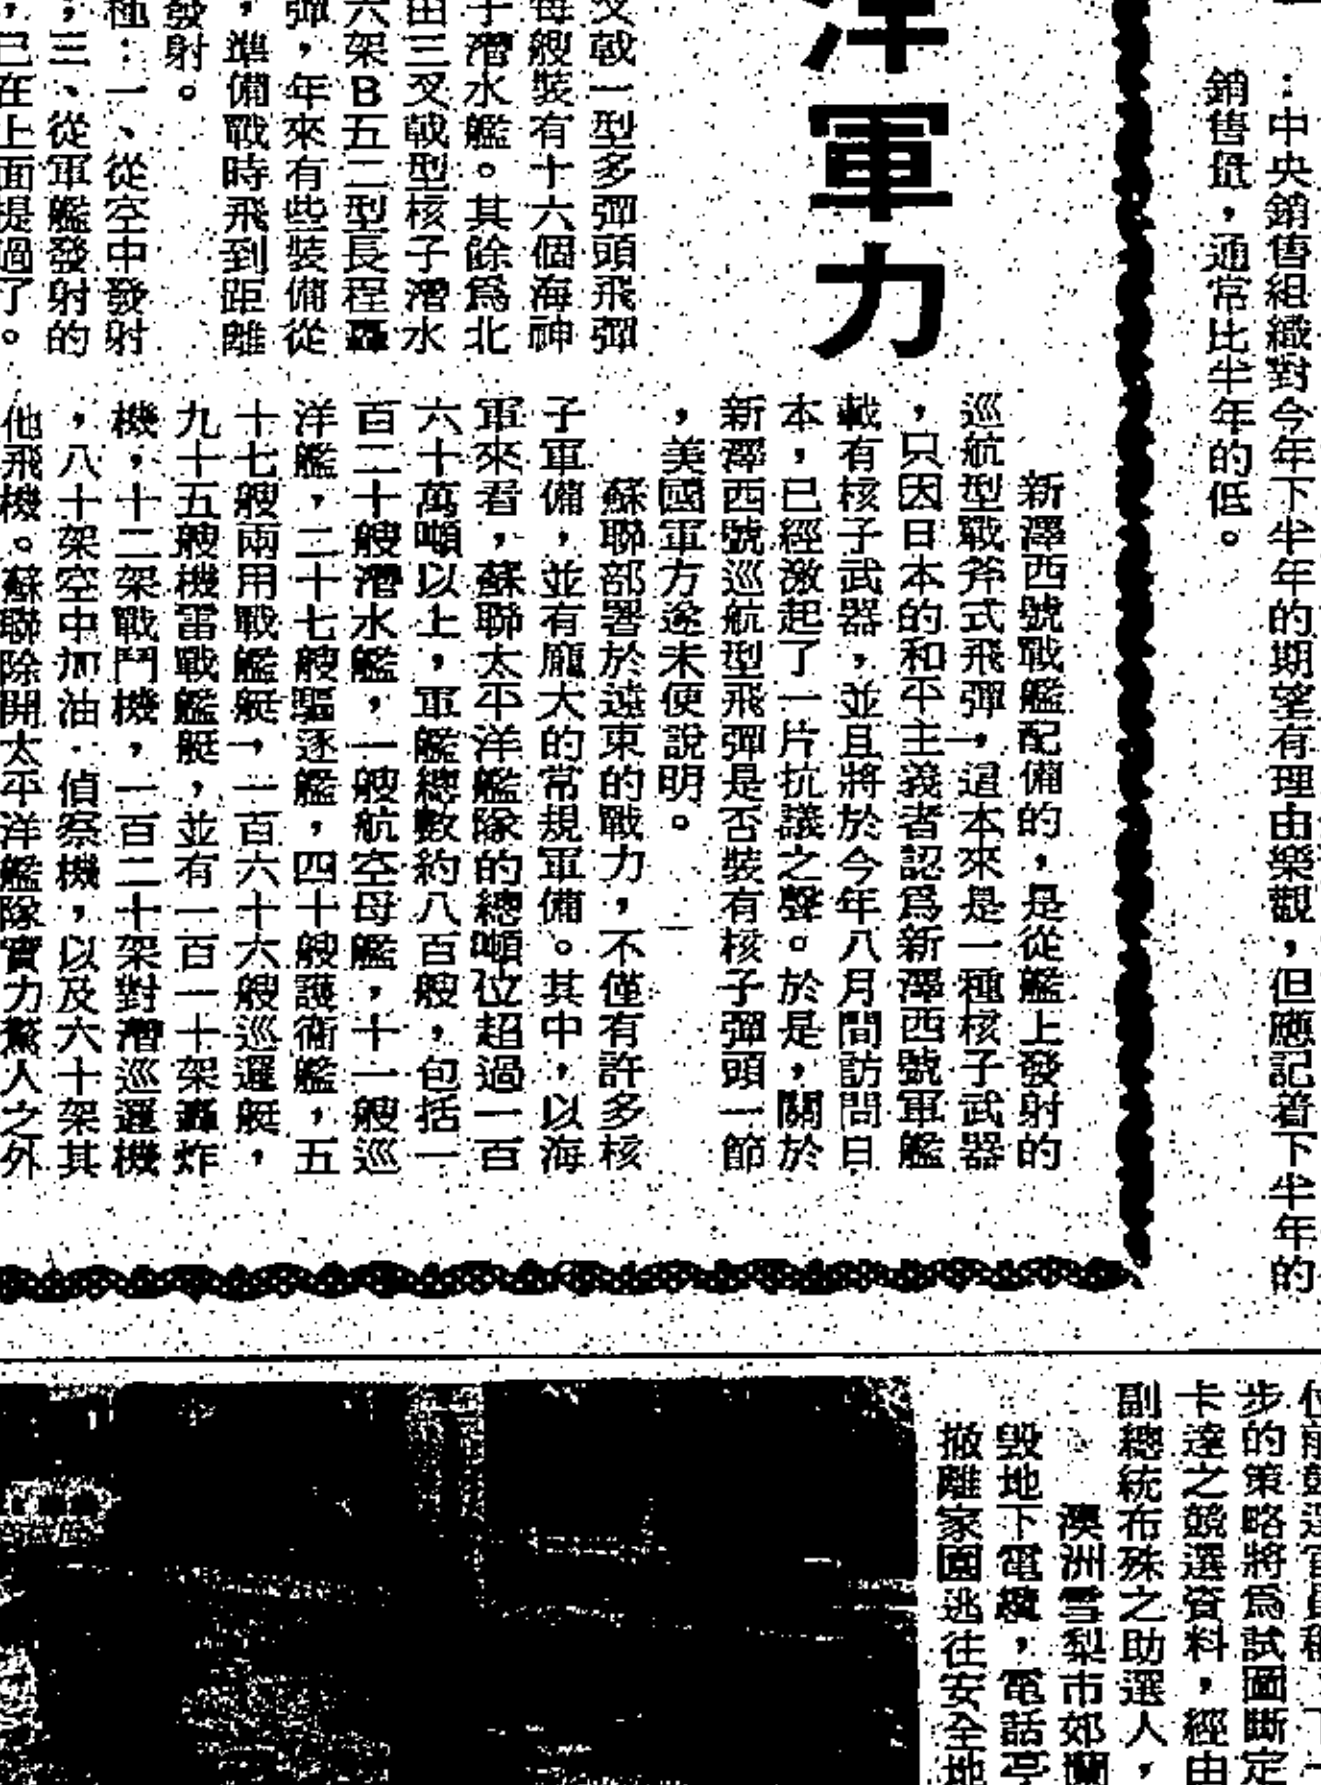 ：中央銷售組織對今年下半年的期望有理由樂觀，但應記着下半年的
銷售量，通常比半年的低。
洋軍力
叉戟一型多彈頭飛彈
每艘裝有十六個海神
子潛水艦。其餘爲北
由三叉戟型核子潛水
六架B五二型長程轟
彈，年來有些裝備從
，準備戰時飛到距離
發射。
種：一、從空中發射
；三、從軍艦發射的
，已在上面提過了。
新澤西號戰艦配備的，是從艦上發射的
巡航型戰斧式飛彈，這本來是一種核子武器
，只因日本的和平主義者認爲新澤西號軍艦
載有核子武器，並且將於今年八月間訪問日
本，已經激起了一片抗議之聲。於是，關於
新澤西號巡航型飛彈是否裝有核子彈頭一節
，美國軍方遂未便說明。
蘇聯部署於遠東的戰力，不僅有許多核
子軍備，並有龐大的常規軍備。其中，以海
軍來看，蘇聯太平洋艦隊的總噸位超過一百
六十萬噸以上，軍艦總數約八百艘，包括一
百二十艘潛水艦，一艘航空母艦，十一艘巡
洋艦，二十七艘驅逐艦，四十艘護衛艦，五
十七艘兩用戰艦艇，一百六十六艘巡邏艇，
九十五艘機雷戰艦艇，並有一百一十架轟炸
機，十二架戰鬥機，一百二十架對潛巡邏機
，八十架空中加油．偵察機，以及六十架其
他飛機。蘇聯除開太平洋艦隊實力驚人之外
步的策略將爲試圖斷定
卡達之競選資料，經由
副總統布殊之助選人，
澳洲雪梨市郊蘭
毀地下電纜，電話亭
撤離家園逃往安全地